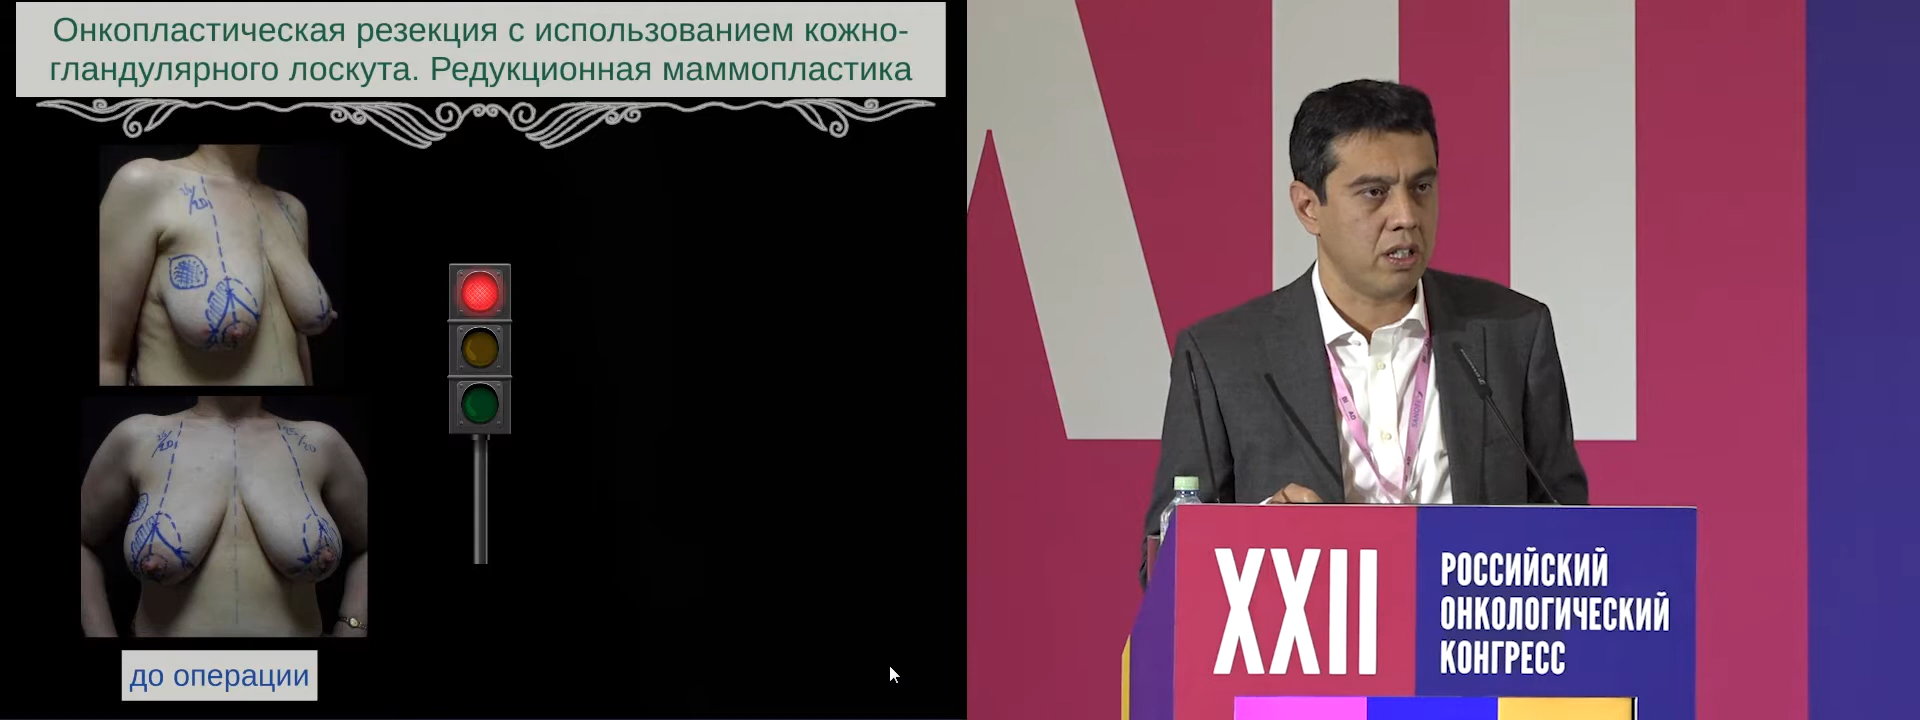 Онкопластическая резекция с использованием кожно-
гландулярного лоскута. Редукционная маммопластика
до операции
XXII
РОССИЙСКИЙ
ОНКОЛОГИЧЕСКИЙ
КОНГРЕСС